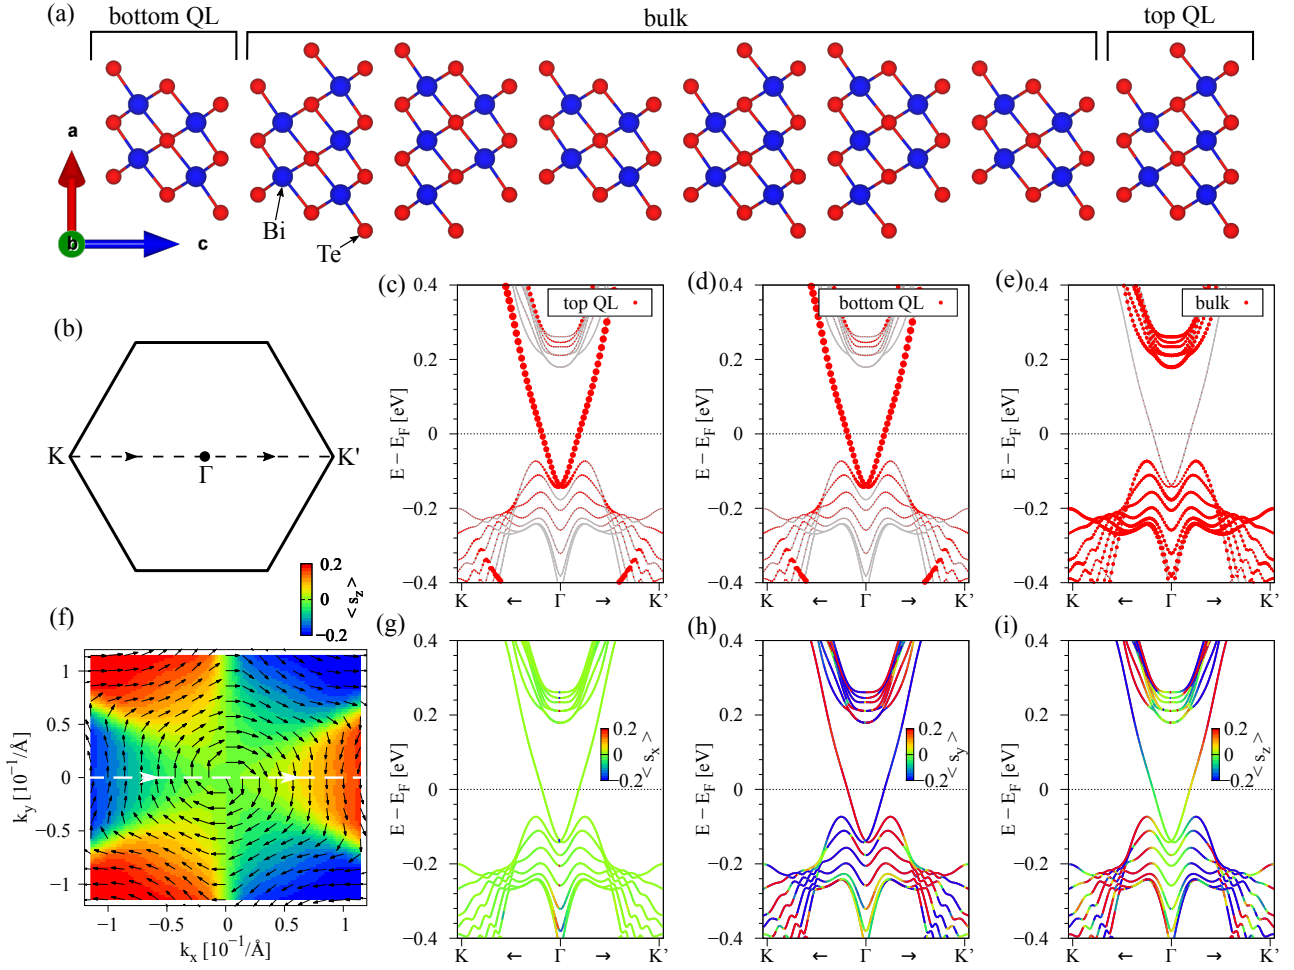 (a)
bottom QL
bulk
top QL
a
b
c
Bi
Te
(b)
K
Γ
K'
(c)
top QL
E − E_F [eV]
0.4
0.2
0
−0.2
−0.4
K
←
Γ
→
K’
(d)
bottom QL
E − E_F [eV]
0.4
0.2
0
−0.2
−0.4
K
←
Γ
→
K’
(e)
bulk
E − E_F [eV]
0.4
0.2
0
−0.2
−0.4
K
←
Γ
→
K’
(f)
0.2
0
−0.2
< s_z >
k_y [10⁻¹/Å]
1
0.5
0
−0.5
−1
−1
−0.5
0
0.5
1
k_x [10⁻¹/Å]
(g)
E − E_F [eV]
0.4
0.2
0
−0.2
−0.4
0.2
0
−0.2
< s_x >
K
←
Γ
→
K’
(h)
E − E_F [eV]
0.4
0.2
0
−0.2
−0.4
0.2
0
−0.2
< s_y >
K
←
Γ
→
K’
(i)
E − E_F [eV]
0.4
0.2
0
−0.2
−0.4
0.2
0
−0.2
< s_z >
K
←
Γ
→
K’